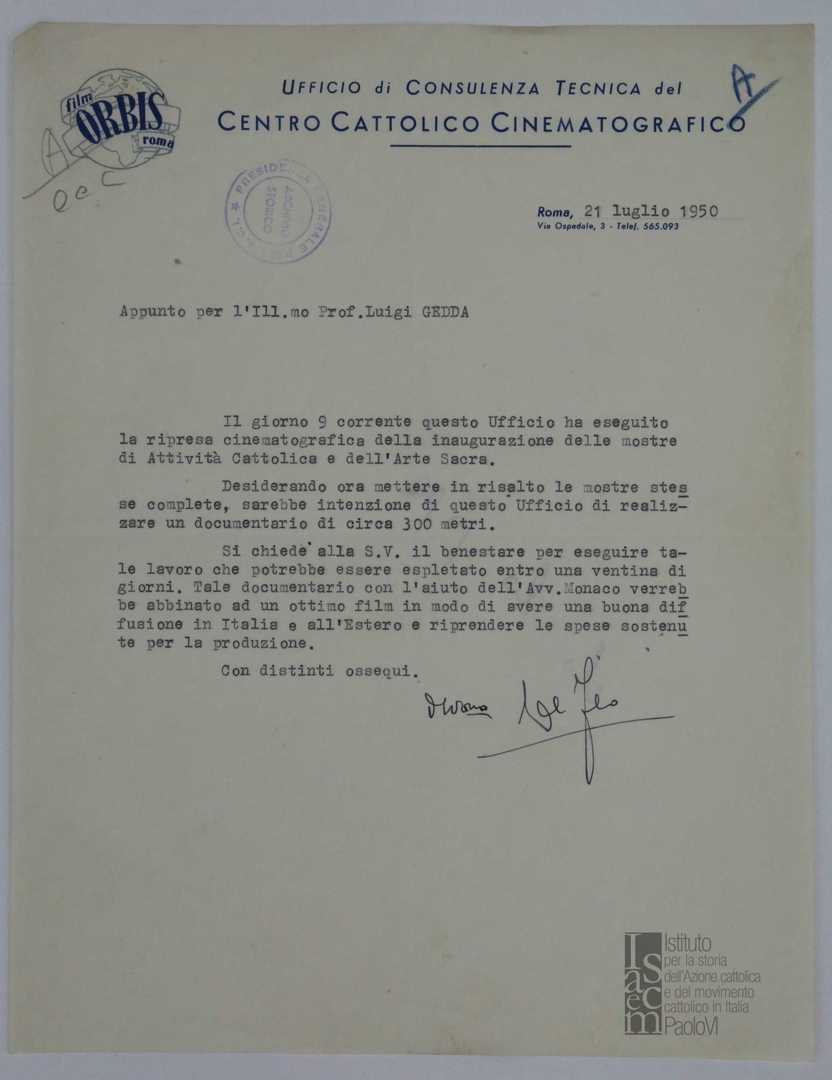 film
ORBIS
roma
UFFICIO di CONSULENZA TECNICA del
CENTRO CATTOLICO CINEMATOGRAFICO
A
A
PRESIDENZA GENERALE
ARCHIVIO
STORICO
Roma, 21 luglio 1950
Via Ospedale, 3 - Telef. 565.093
Appunto per l'Ill.mo Prof.Luigi GEDDA
Il giorno 9 corrente questo Ufficio ha eseguito
la ripresa cinematografica della inaugurazione delle mostre
di Attività Cattolica e dell'Arte Sacra.
Desiderando ora mettere in risalto le mostre stes
se complete, sarebbe intenzione di questo Ufficio di realiz-
zare un documentario di circa 300 metri.
Si chiede alla S.V. il benestare per eseguire ta-
le lavoro che potrebbe essere espletato entro una ventina di
giorni. Tale documentario con l'aiuto dell'Avv.Monaco verreb
be abbinato ad un ottimo film in modo di avere una buona dif
fusione in Italia e all'Estero e riprendere le spese sostenu
te per la produzione.
Con distinti ossequi.
De Feo
Isacem
Istituto
per la storia
dell'Azione cattolica
e del movimento
cattolico in Italia
PaoloVI